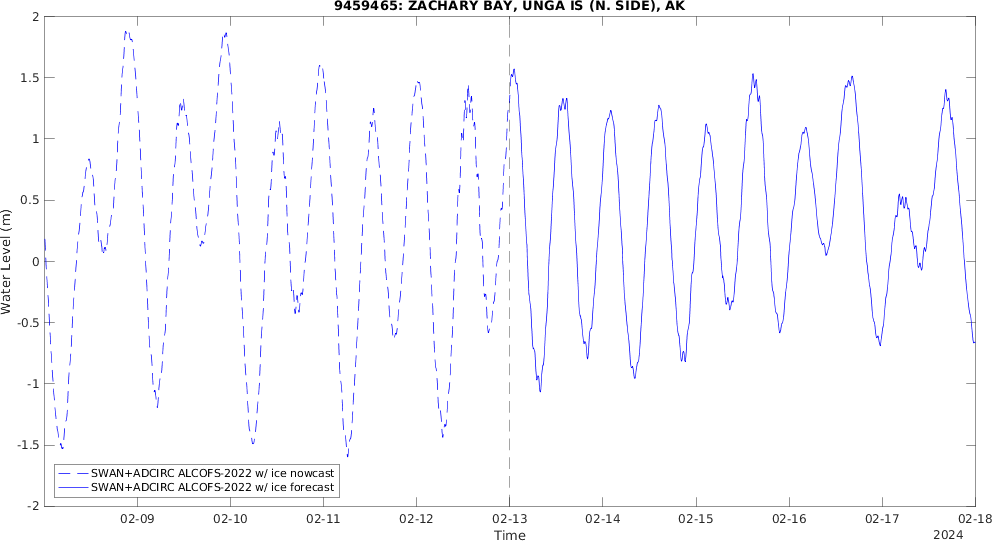 9459465: ZACHARY BAY, UNGA IS (N. SIDE), AK
2
1.5
1
0.5
0
-0.5
-1
-1.5
-2
Water Level (m)
SWAN+ADCIRC ALCOFS-2022 w/ ice nowcast
SWAN+ADCIRC ALCOFS-2022 w/ ice forecast
02-09 02-10 02-11 02-12 02-13 02-14 02-15 02-16 02-17 02-18
Time
2024